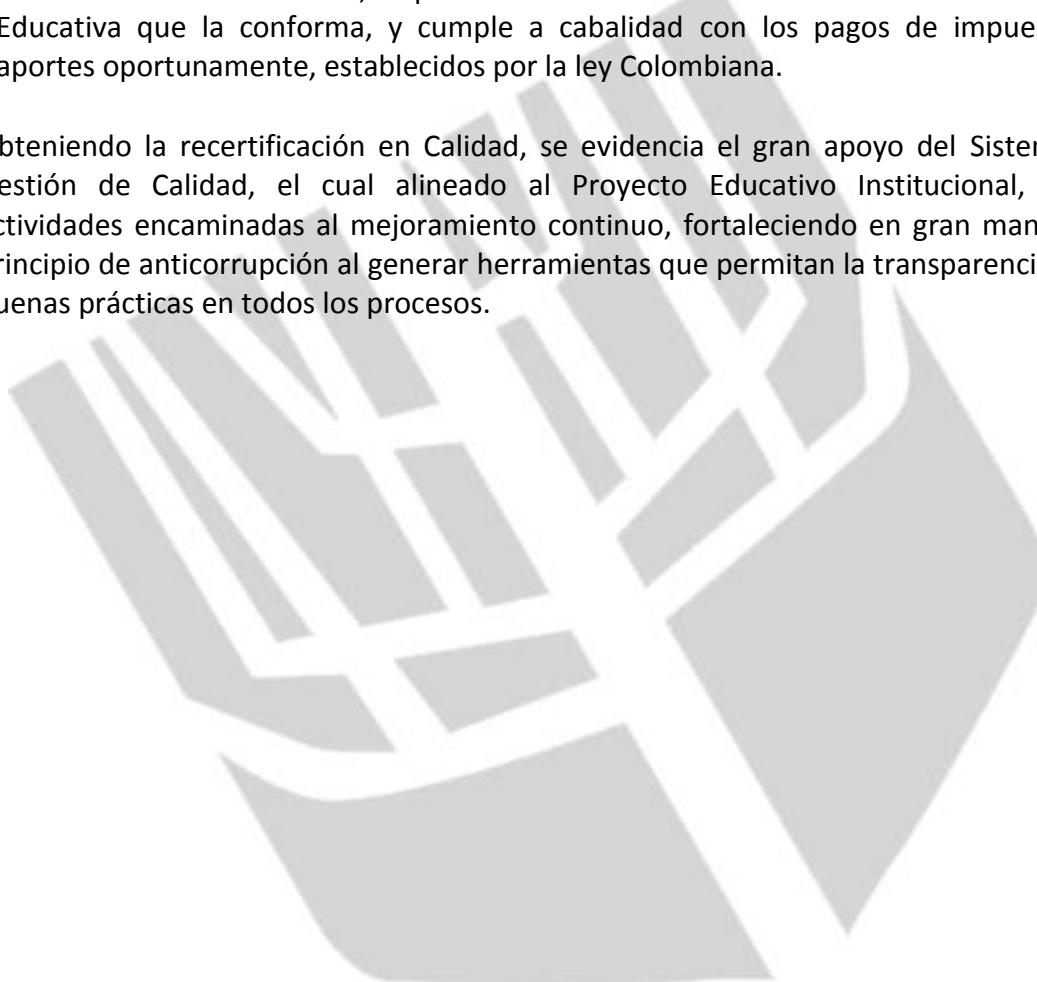 Educativa que la conforma, y cumple a cabalidad con los pagos de impue
aportes oportunamente, establecidos por la ley Colombiana.
bteniendo la recertificación en Calidad, se evidencia el gran apoyo del Siste
estión de Calidad, el cual alineado al Proyecto Educativo Institucional,
ctividades encaminadas al mejoramiento continuo, fortaleciendo en gran man
rincipio de anticorrupción al generar herramientas que permitan la transparenci
uenas prácticas en todos los procesos.